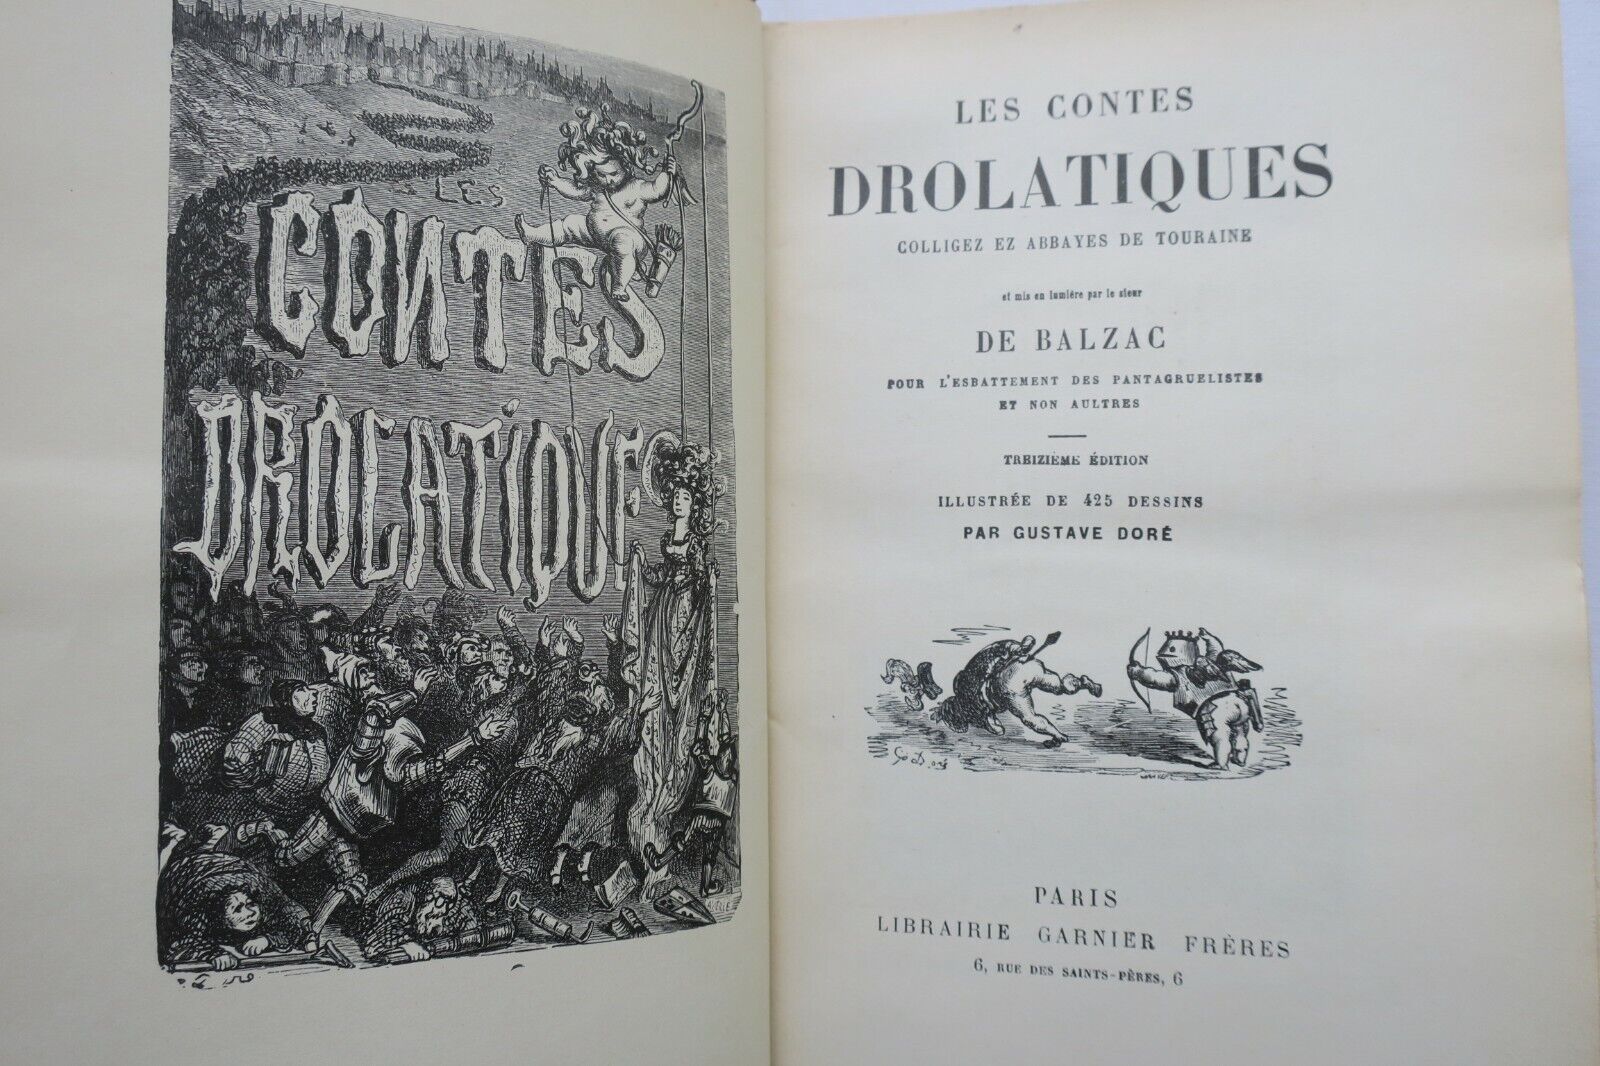 LES
CONTES
DROLATIQUES
LES CONTES
DROLATIQUES
COLLIGEZ EZ ABBAYES DE TOURAINE
et mis en lumière par le sieur
DE BALZAC
POUR L'ESBATTEMENT DES PANTAGRUELISTES
ET NON AULTRES
TREIZIÈME ÉDITION
ILLUSTRÉE DE 425 DESSINS
PAR GUSTAVE DORÉ
PARIS
LIBRAIRIE GARNIER FRÈRES
6, RUE DES SAINTS-PÈRES, 6